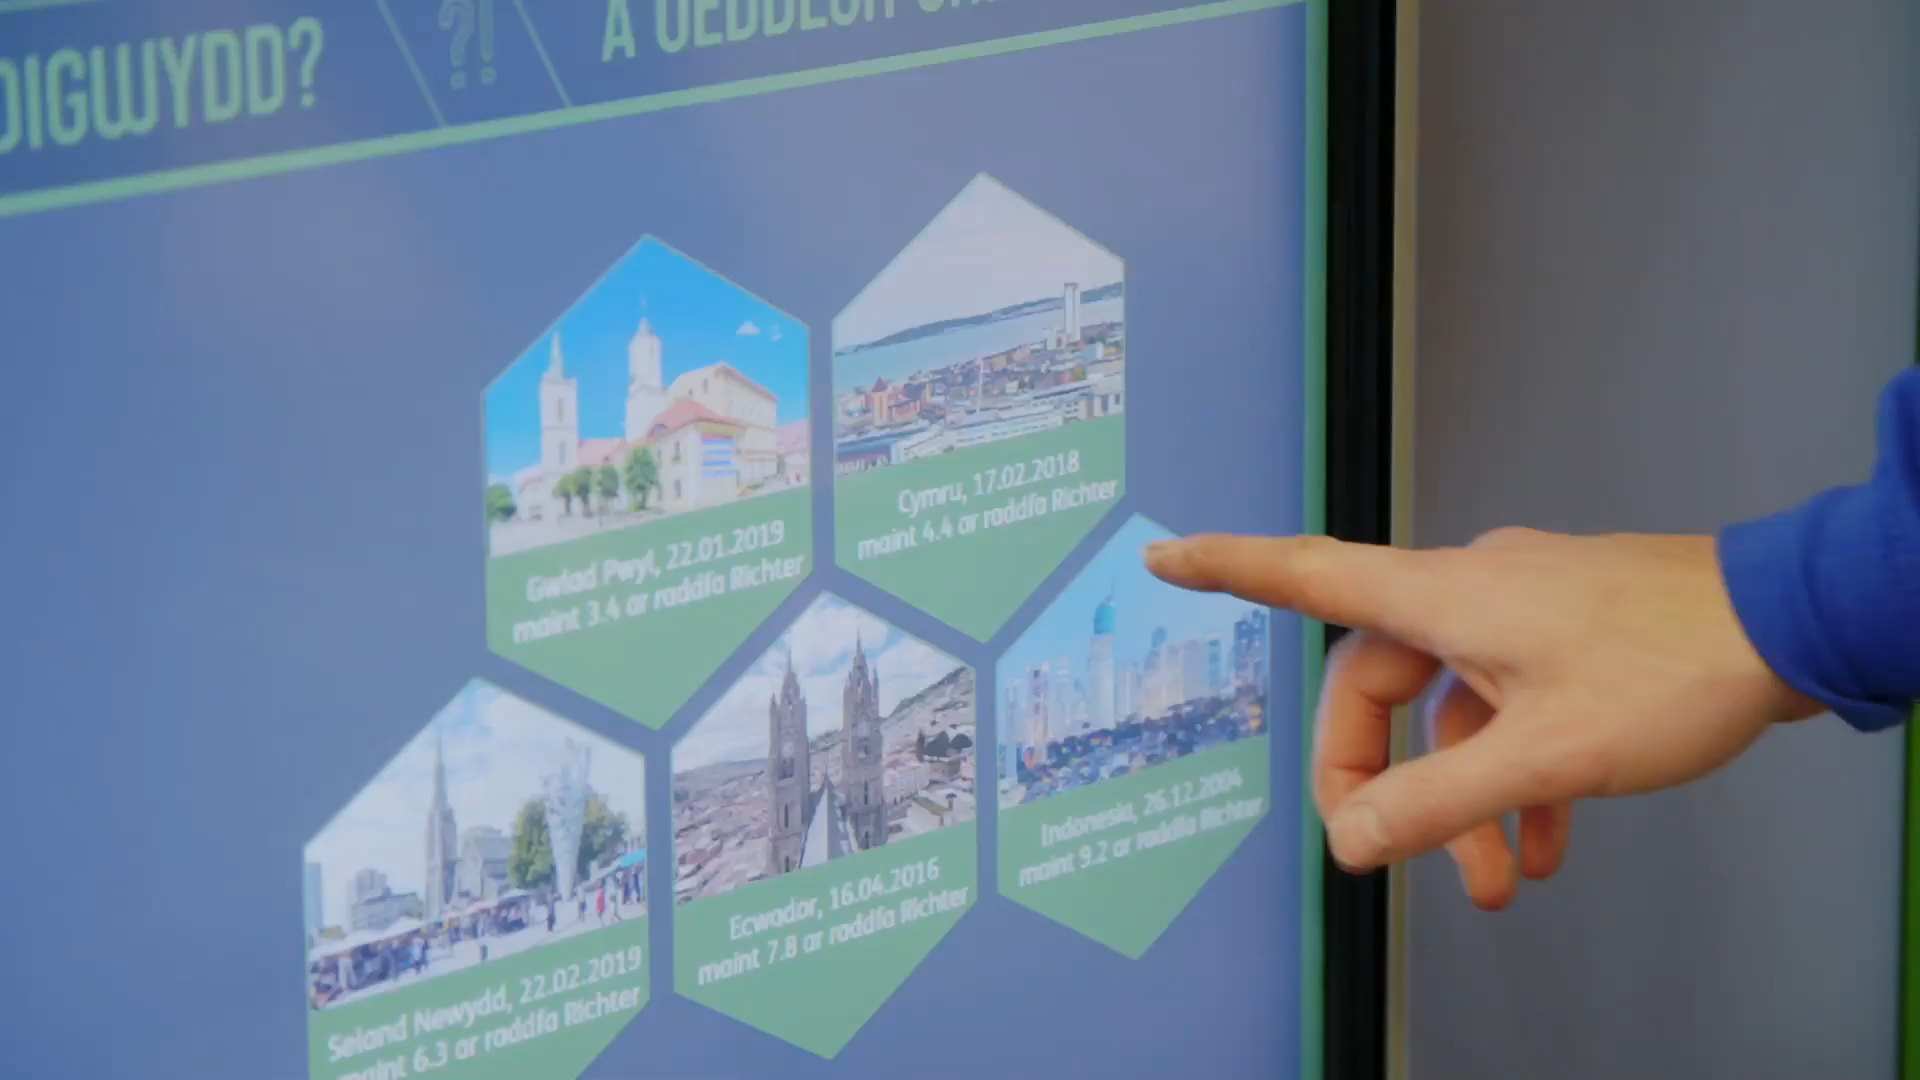 DIGWYDD?
?!
A
Gwlad Pwyl, 22.01.2019
maint 3.4 ar raddfa Richter
Cymru, 17.02.2018
maint 4.4 ar raddfa Richter
Seland Newydd, 22.02.2019
maint 6.3 ar raddfa Richter
Ecwador, 16.04.2016
maint 7.8 ar raddfa Richter
Indonesia, 26.12.2004
maint 9.2 ar raddfa Richter